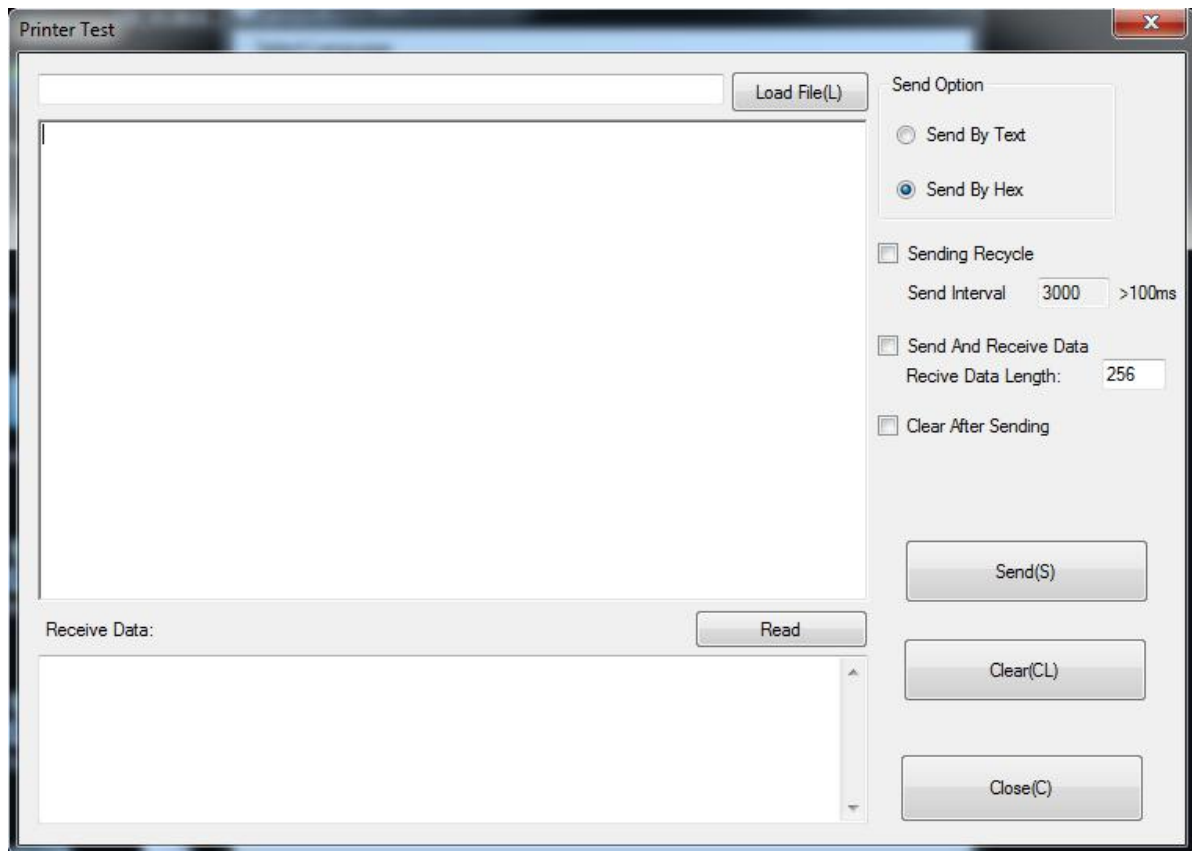 Printer Test
Load File(L)
Send Option
Send By Text
Send By Hex
Sending Recycle
Send Interval 3000 >100ms
Send And Receive Data
Recive Data Length: 256
Clear After Sending
Send(S)
Receive Data: Read
Clear(CL)
Close(C)